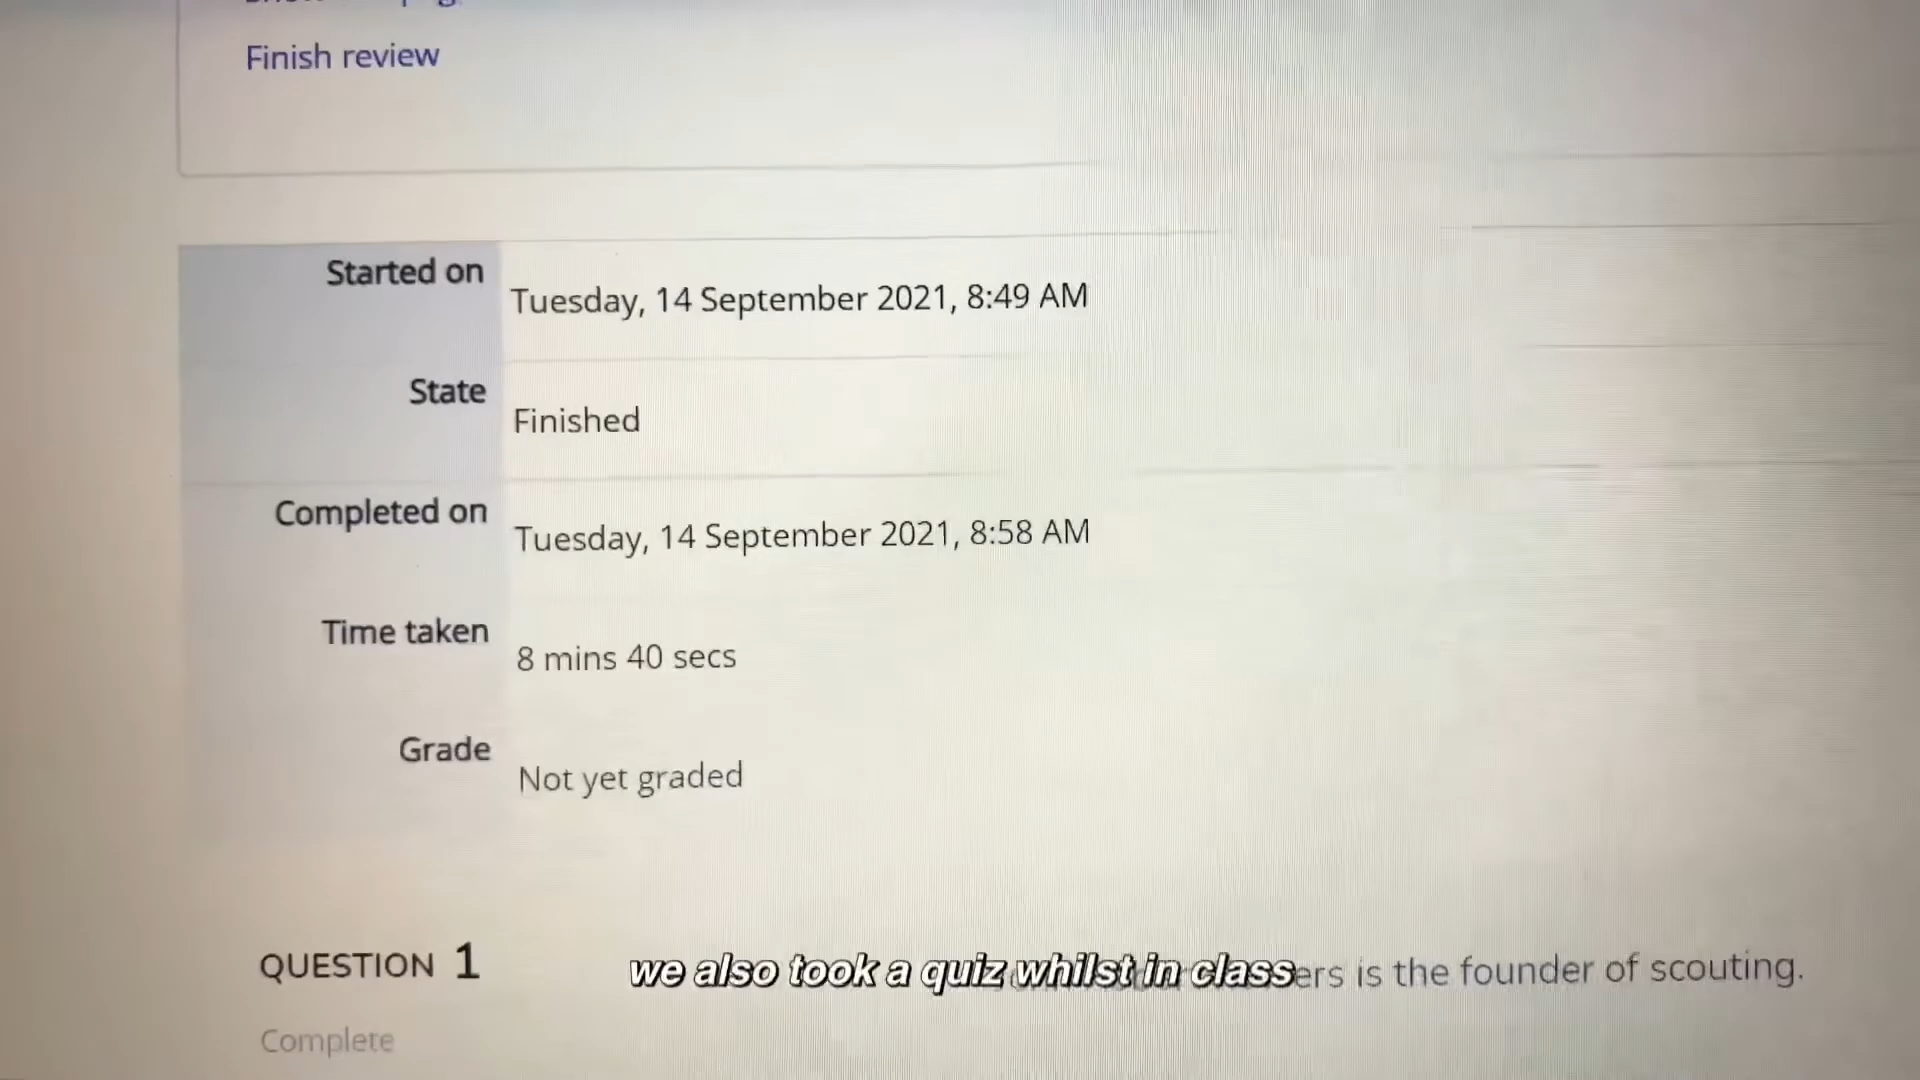 Finish review
Started on
Tuesday, 14 September 2021, 8:49 AM
State
Finished
Completed on
Tuesday, 14 September 2021, 8:58 AM
Time taken
8 mins 40 secs
Grade
Not yet graded
QUESTION 1
we also took a quiz whilst in class
is the founder of scouting.
Complete